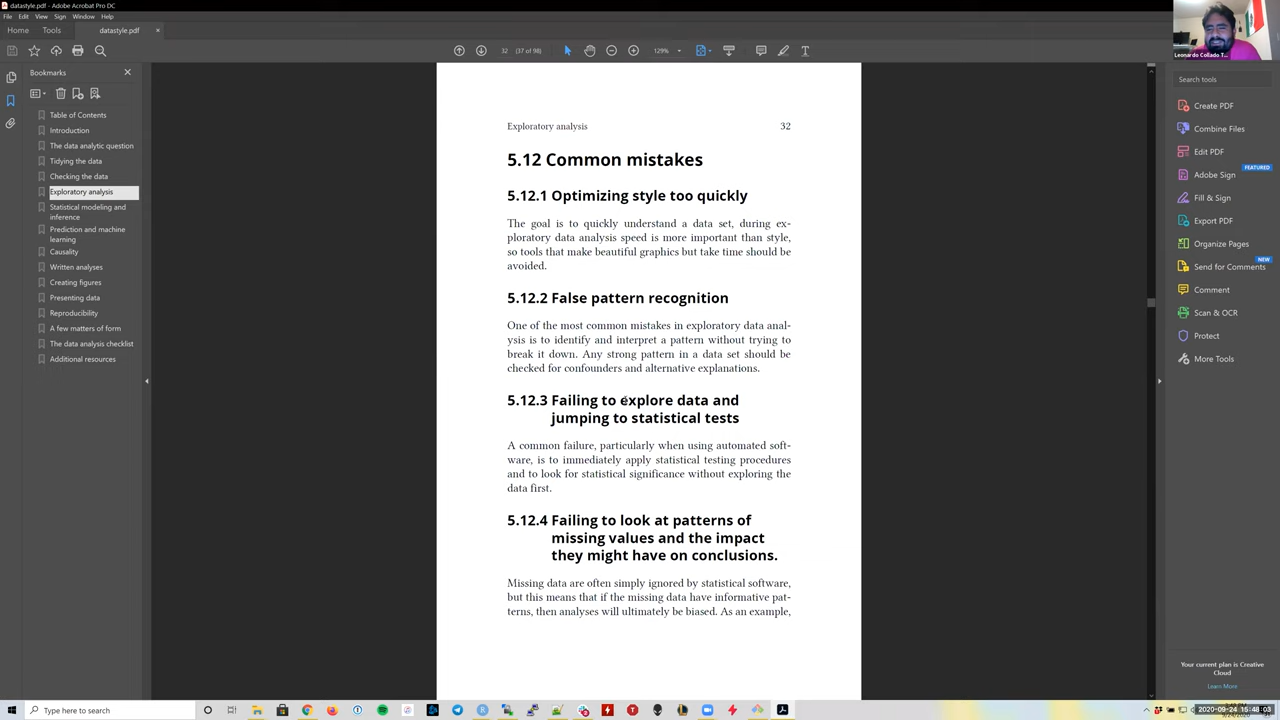 datastyle.pdf - Adobe Acrobat Pro DC
File Edit View Sign Window Help
Home Tools datastyle.pdf ×
32 (37 of 98) 129%
Leonardo Collado T...
Bookmarks
Table of Contents
Introduction
The data analytic question
Tidying the data
Checking the data
Exploratory analysis
Statistical modeling and
inference
Prediction and machine
learning
Causality
Written analyses
Creating figures
Presenting data
Reproducibility
A few matters of form
The data analysis checklist
Additional resources
Exploratory analysis 32
5.12 Common mistakes
5.12.1 Optimizing style too quickly
The goal is to quickly understand a data set, during ex-
ploratory data analysis speed is more important than style,
so tools that make beautiful graphics but take time should be
avoided.
5.12.2 False pattern recognition
One of the most common mistakes in exploratory data anal-
ysis is to identify and interpret a pattern without trying to
break it down. Any strong pattern in a data set should be
checked for confounders and alternative explanations.
5.12.3 Failing to explore data and
jumping to statistical tests
A common failure, particularly when using automated soft-
ware, is to immediately apply statistical testing procedures
and to look for statistical significance without exploring the
data first.
5.12.4 Failing to look at patterns of
missing values and the impact
they might have on conclusions.
Missing data are often simply ignored by statistical software,
but this means that if the missing data have informative pat-
terns, then analyses will ultimately be biased. As an example,
Search tools
Create PDF
Combine Files
Edit PDF
FEATURED
Adobe Sign
Fill & Sign
Export PDF
Organize Pages
NEW
Send for Comments
Comment
Scan & OCR
Protect
More Tools
Your current plan is Creative
Cloud
Learn More
Type here to search
2020-09-24 15:48:03